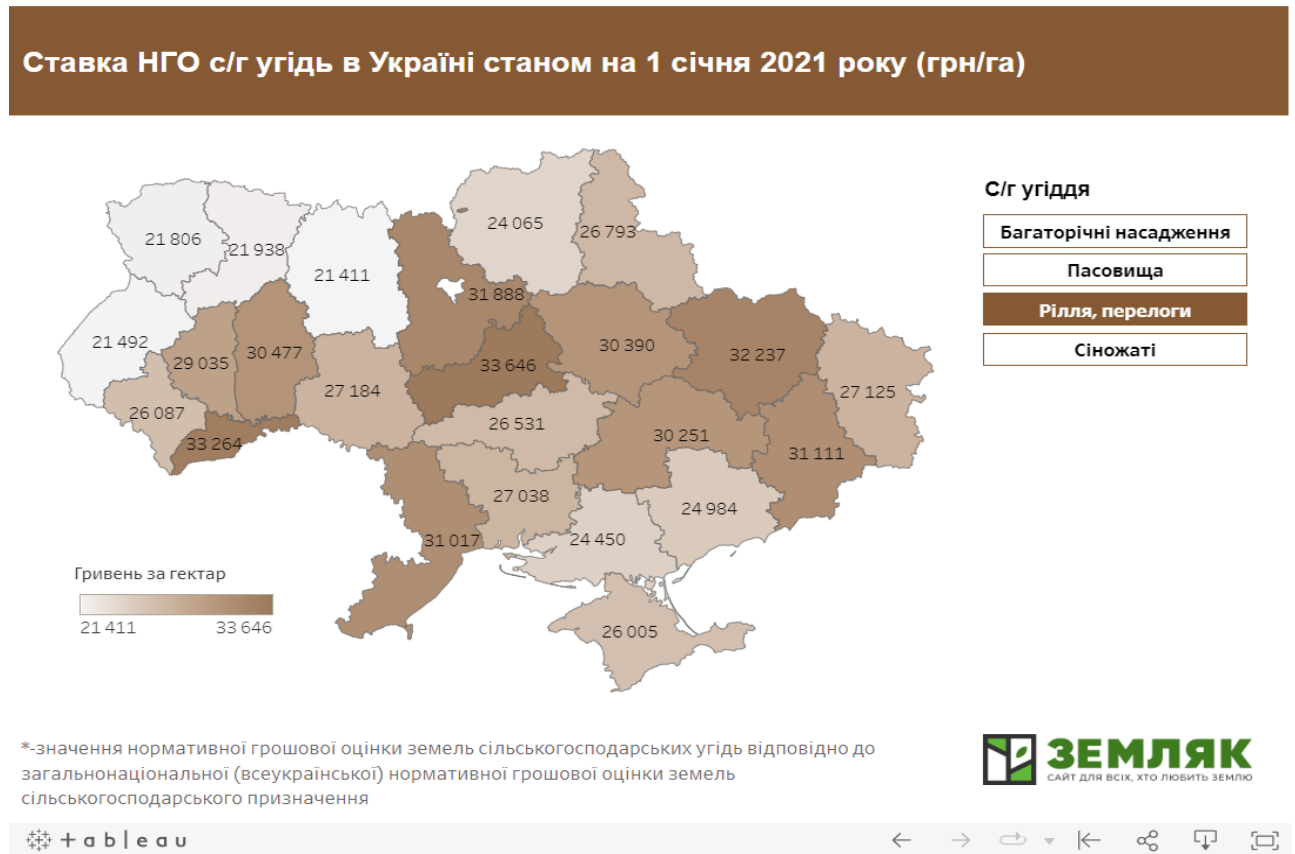 Ставка НГО с/г угідь в Україні станом на 1 січня 2021 року (грн/га)
С/г угіддя
Багаторічні насадження
Пасовища
Рілля, перелоги
Сіножаті
24 065
26 793
21 806
21 938
21 411
31 888
21 492
29 035
30 477
33 646
30 390
32 237
27 184
27 125
26 087
33 264
26 531
30 251
31 111
27 038
24 984
31 017
24 450
26 005
Гривень за гектар
21 411
33 646
*-значення нормативної грошової оцінки земель сільськогосподарських угідь відповідно до
загальнонаціональної (всеукраїнської) нормативної грошової оцінки земель
сільськогосподарського призначення
ЗЕМЛЯК
САЙТ ДЛЯ ВСІХ, ХТО ЛЮБИТЬ ЗЕМЛЮ
+ a b l e a u